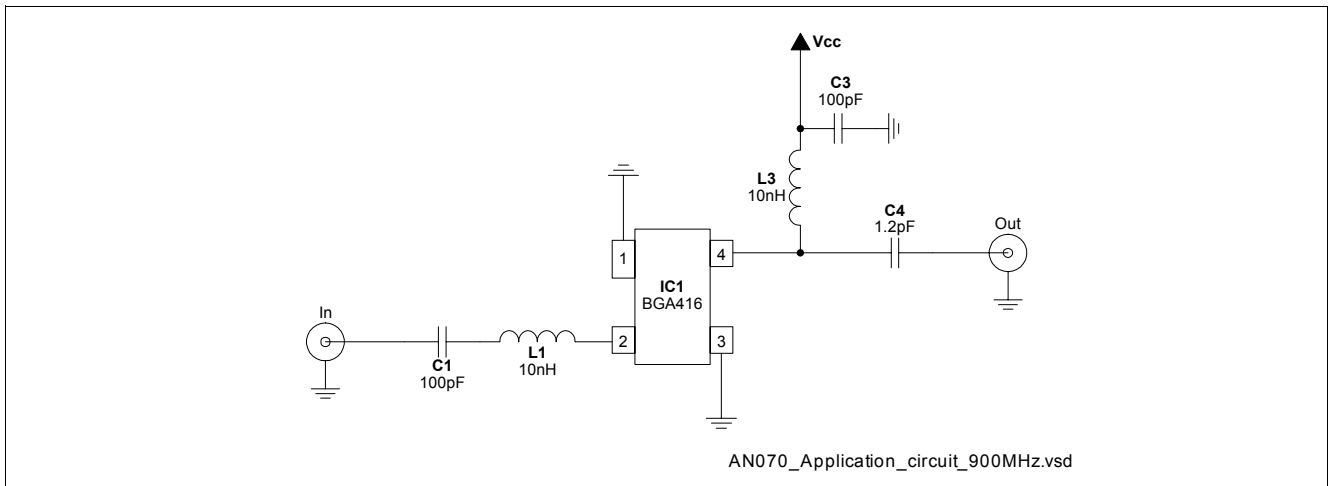 Vcc
C3
100pF
L3
10nH
C4
1.2pF
Out
1
4
IC1
BGA416
In
2
3
C1
100pF
L1
10nH
AN070_Application_circuit_900MHz.vsd